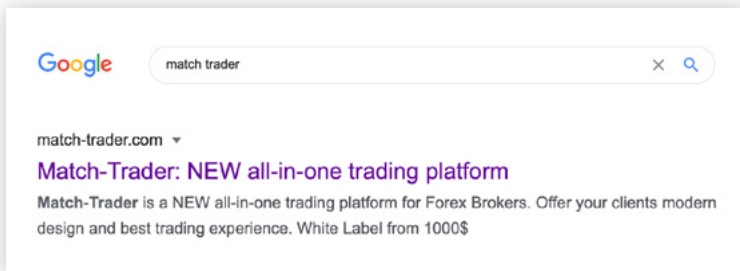 Google
match trader
match-trader.com
Match-Trader: NEW all-in-one trading platform
Match-Trader is a NEW all-in-one trading platform for Forex Brokers. Offer your clients modern
design and best trading experience. White Label from 1000$